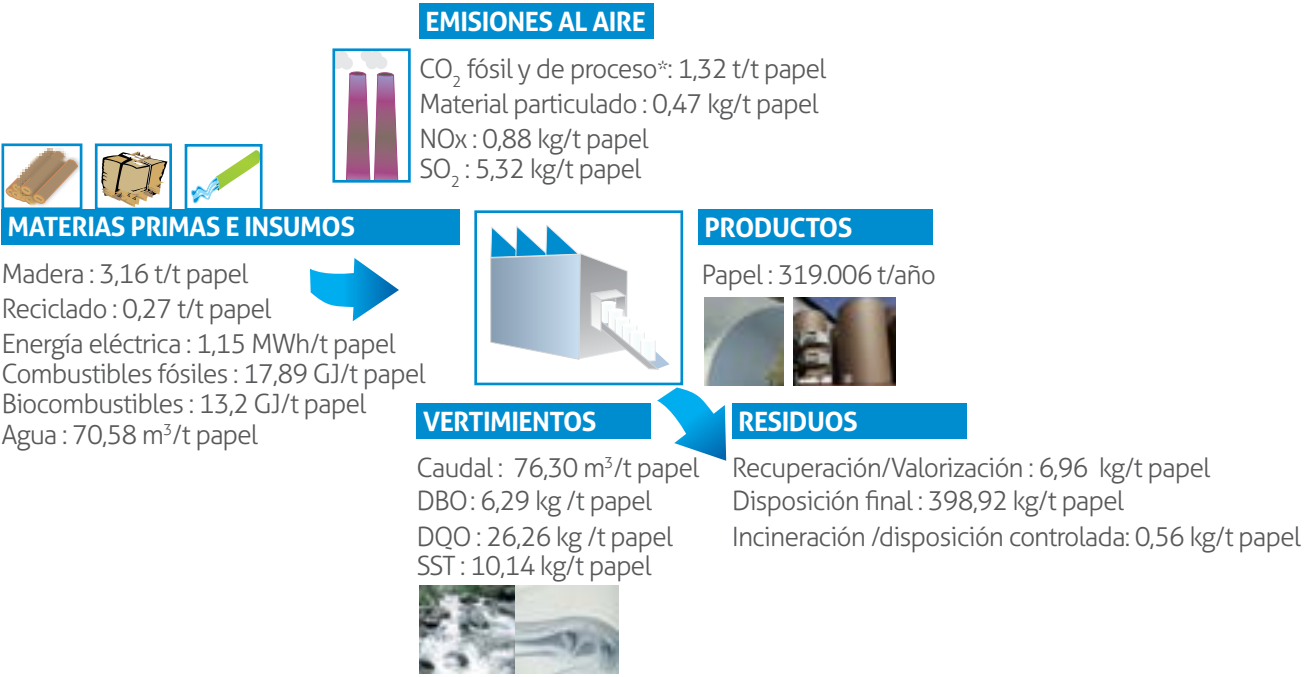 EMISIONES AL AIRE
CO₂ fósil y de proceso*: 1,32 t/t papel
Material particulado : 0,47 kg/t papel
NOx : 0,88 kg/t papel
SO₂ : 5,32 kg/t papel
MATERIAS PRIMAS E INSUMOS
Madera : 3,16 t/t papel
Reciclado : 0,27 t/t papel
Energía eléctrica : 1,15 MWh/t papel
Combustibles fósiles : 17,89 GJ/t papel
Biocombustibles : 13,2 GJ/t papel
Agua : 70,58 m³/t papel
PRODUCTOS
Papel : 319.006 t/año
VERTIMIENTOS
Caudal : 76,30 m³/t papel
DBO : 6,29 kg /t papel
DQO : 26,26 kg /t papel
SST : 10,14 kg/t papel
RESIDUOS
Recuperación/Valorización : 6,96 kg/t papel
Disposición final : 398,92 kg/t papel
Incineración /disposición controlada: 0,56 kg/t papel